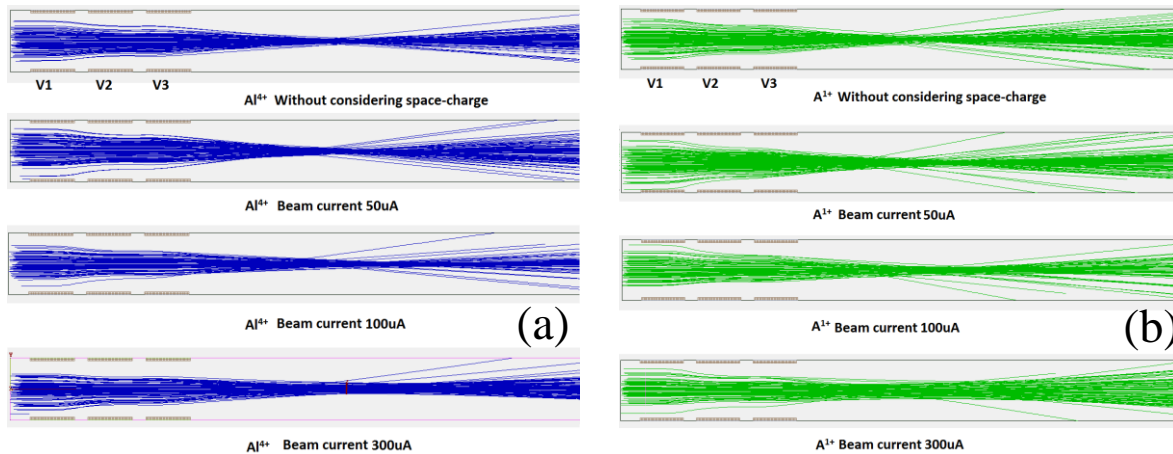 V1 V2 V3
Al⁴⁺ Without considering space-charge
Al⁴⁺ Beam current 50uA
Al⁴⁺ Beam current 100uA
(a)
Al⁴⁺ Beam current 300uA
V1 V2 V3
A¹⁺ Without considering space-charge
A¹⁺ Beam current 50uA
A¹⁺ Beam current 100uA
(b)
A¹⁺ Beam current 300uA